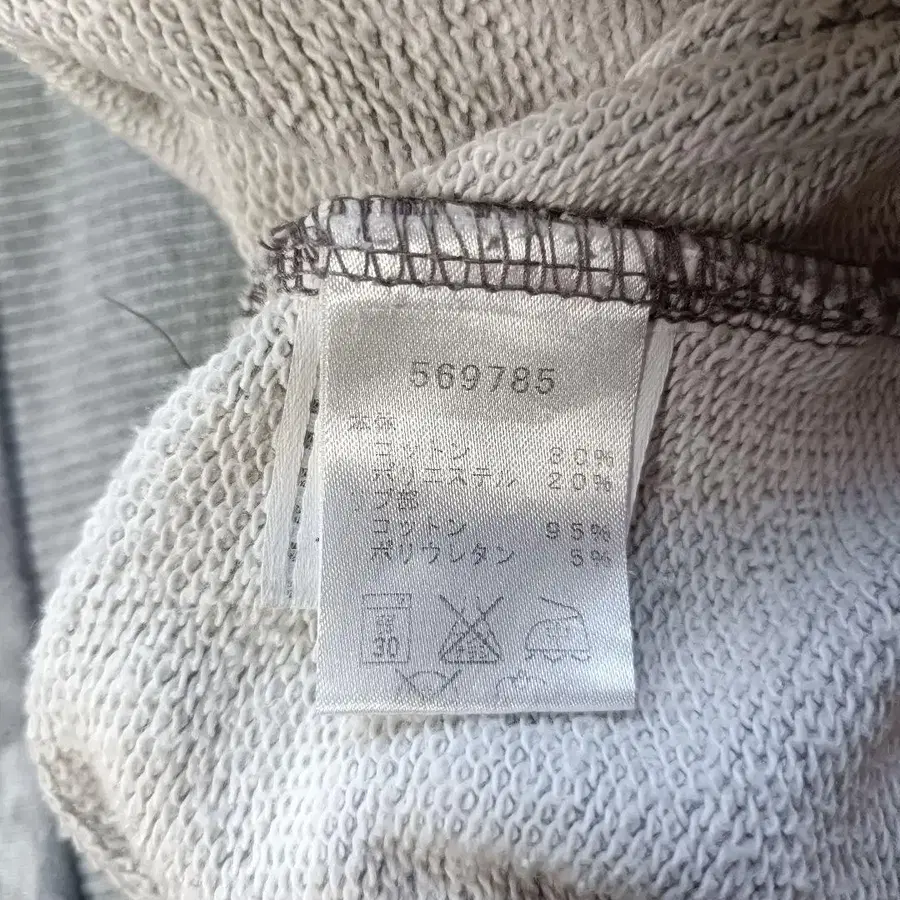 569785
本体
コットン 80%
ポリエステル 20%
ブ部
コットン 95%
ポリウレタン 5%
30